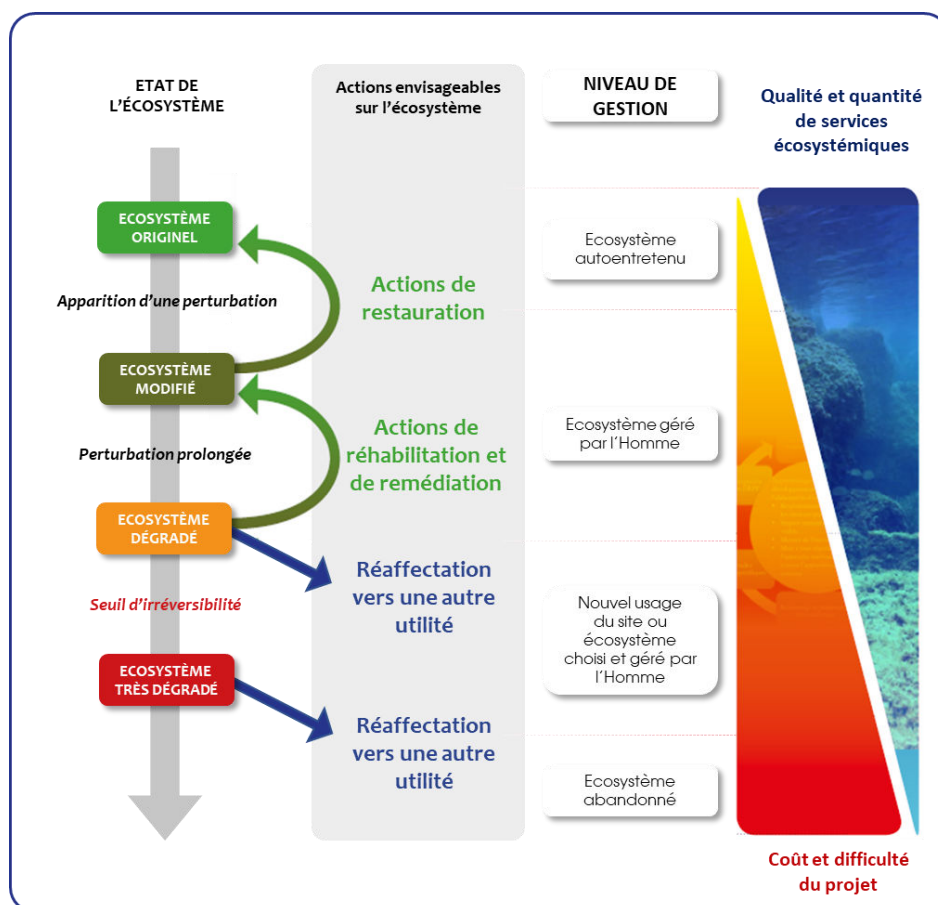 ETAT DE
L'ÉCOSYSTÈME
Actions envisageables
sur l'écosystème
NIVEAU DE
GESTION
Qualité et quantité
de services
écosystémiques
ECOSYSTÈME
ORIGINEL
Apparition d'une perturbation
ECOSYSTÈME
MODIFIÉ
Perturbation prolongée
ECOSYSTÈME
DÉGRADÉ
Seuil d'irréversibilité
ECOSYSTÈME
TRÈS DÉGRADÉ
Actions de
restauration
Actions de
réhabilitation et
de remédiation
Réaffectation
vers une autre
utilité
Réaffectation
vers une autre
utilité
Ecosystème
autoentretenu
Ecosystème géré
par l'Homme
Nouvel usage
du site ou
écosystème
choisi et géré par
l'Homme
Ecosystème
abandonné
Coût et difficulté
du projet